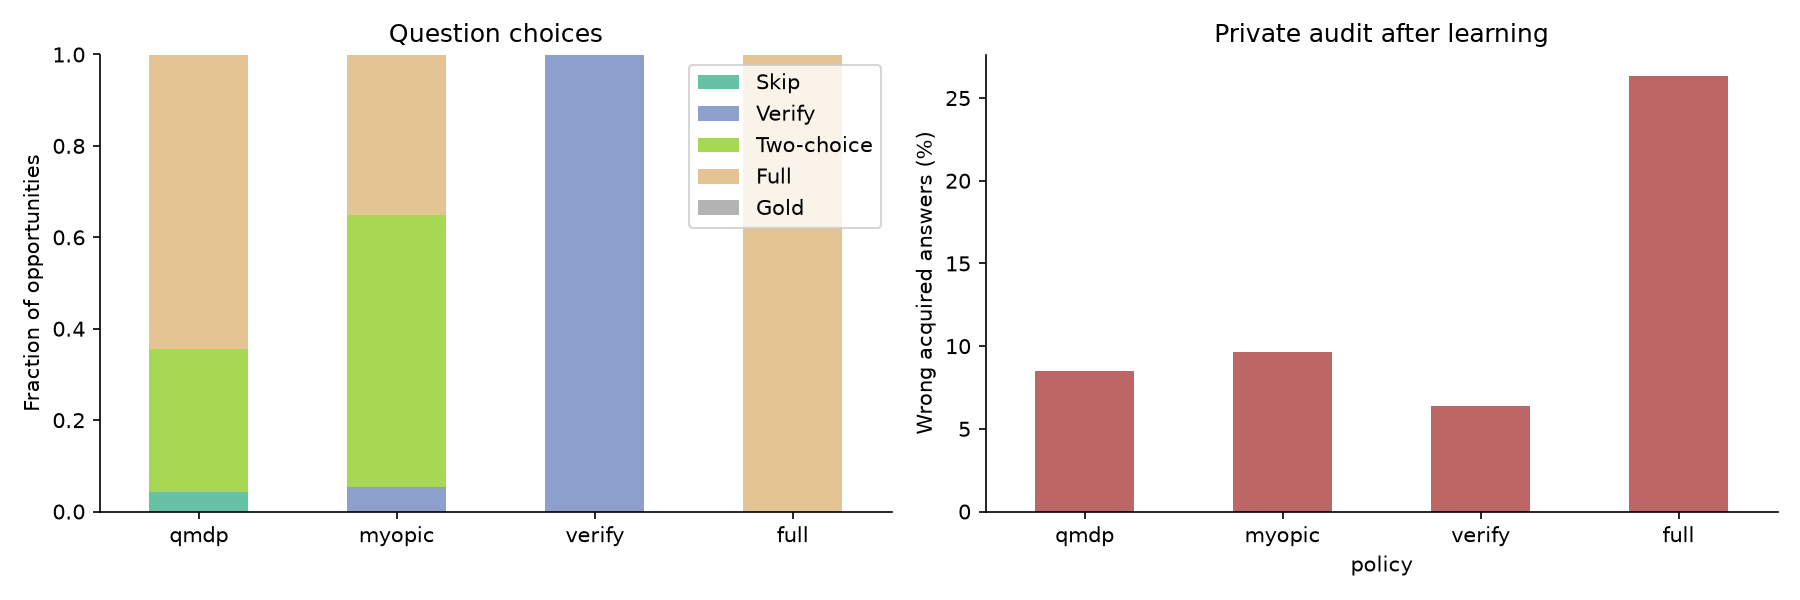 Question choices
1.0
0.8
0.6
0.4
0.2
0.0
Fraction of opportunities
Skip
Verify
Two-choice
Full
Gold
qmdp
myopic
verify
full
Private audit after learning
25
20
15
10
5
0
Wrong acquired answers (%)
qmdp
myopic
verify
full
policy